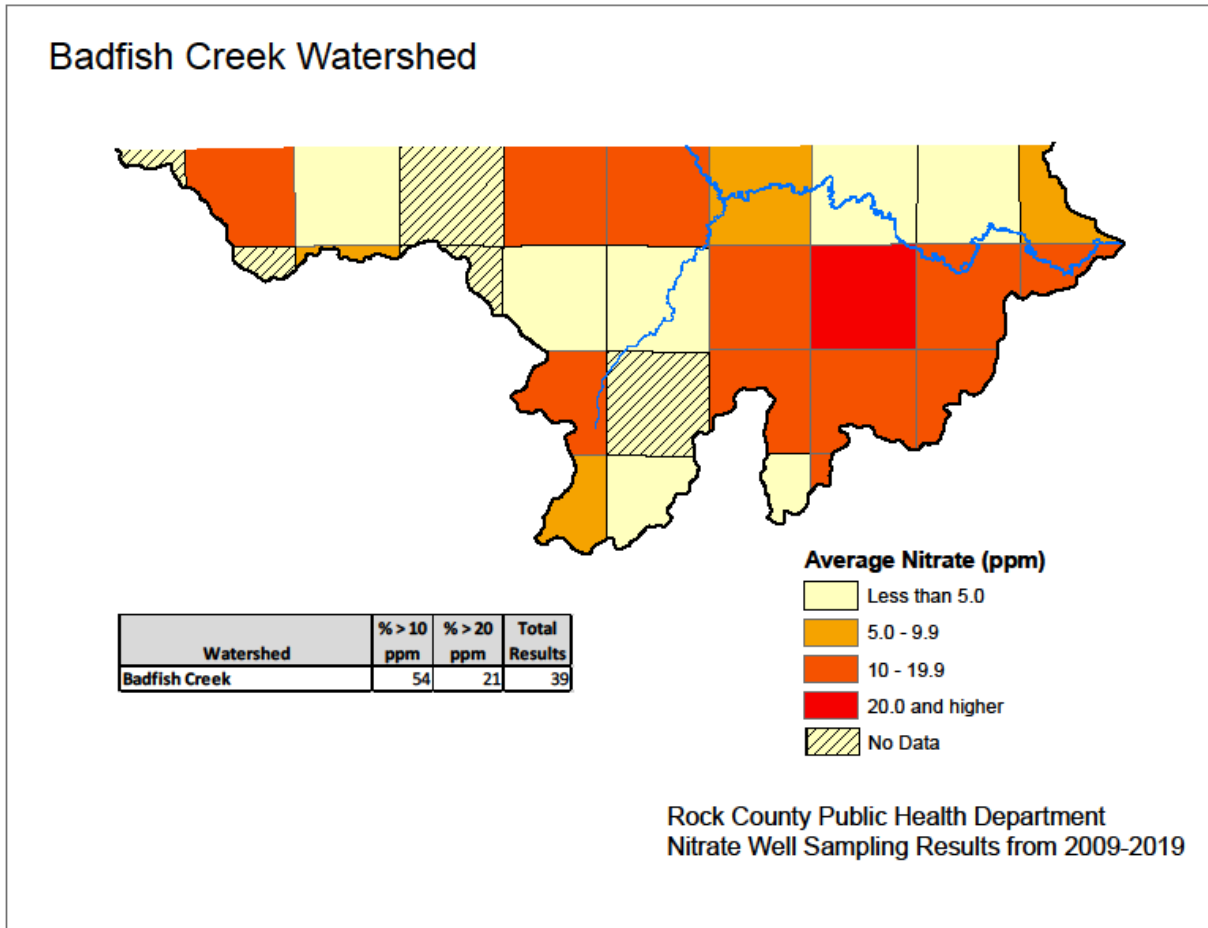 Badfish Creek Watershed
Average Nitrate (ppm)
Less than 5.0
5.0 - 9.9
10 - 19.9
20.0 and higher
No Data
Watershed % > 10 ppm % > 20 ppm Total Results
Badfish Creek 54 21 39
Rock County Public Health Department
Nitrate Well Sampling Results from 2009-2019